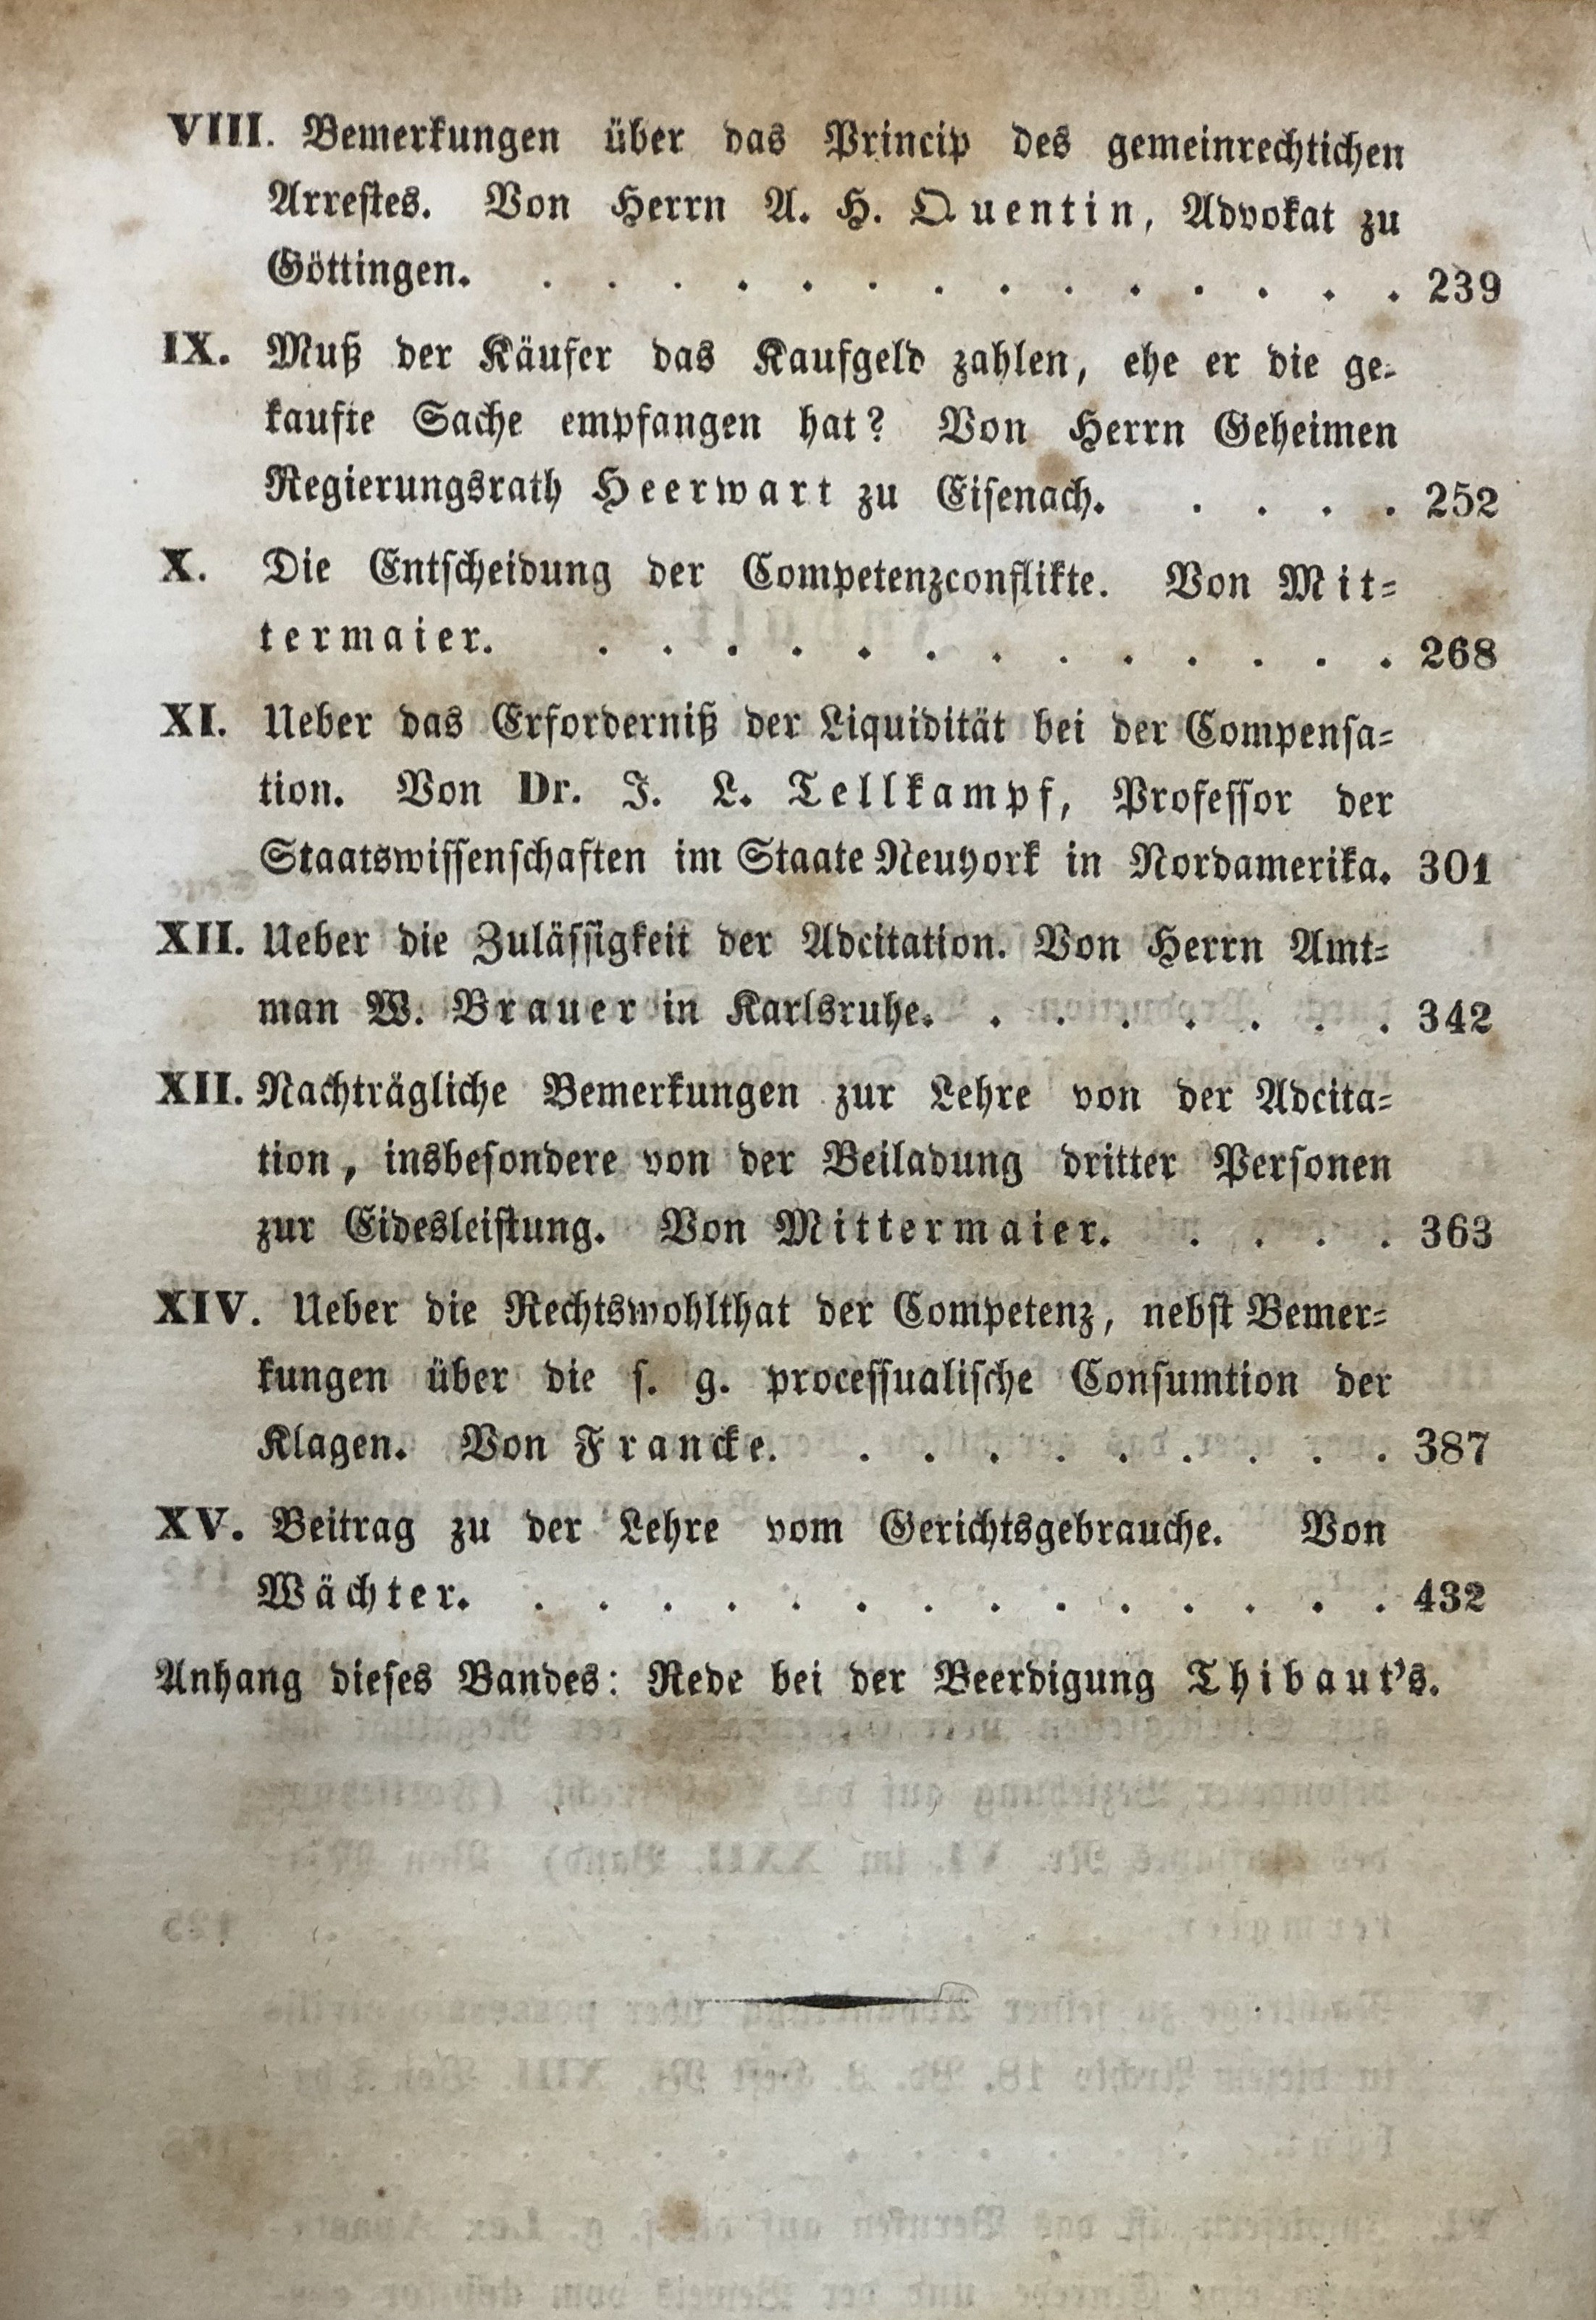 VIII. Bemerkungen über das Princip des gemeinrechtichen
Arrestes. Von Herrn A. H. Quentin, Advokat zu
Göttingen. . . . . . . . . . . . . . . 239
IX. Muß der Käufer das Kaufgeld zahlen, ehe er die ge-
kaufte Sache empfangen hat? Von Herrn Geheimen
Regierungsrath Heerwart zu Eisenach. . . . . 252
X. Die Entscheidung der Competenzconflikte. Von Mit-
termaier. . . . . . . . . . . . . . 268
XI. Ueber das Erforderniß der Liquidität bei der Compensa-
tion. Von Dr. J. L. Tellkampf, Professor der
Staatswissenschaften im Staate Neuyork in Nordamerika. 301
XII. Ueber die Zulässigkeit der Adcitation. Von Herrn Amt-
man W. Brauer in Karlsruhe. . . . . . . . 342
XII. Nachträgliche Bemerkungen zur Lehre von der Adcita-
tion, insbesondere von der Beiladung dritter Personen
zur Eidesleistung. Von Mittermaier. . . . . 363
XIV. Ueber die Rechtswohlthat der Competenz, nebst Bemer-
kungen über die s. g. processualische Consumtion der
Klagen. Von Francke. . . . . . . . . . 387
XV. Beitrag zu der Lehre vom Gerichtsgebrauche. Von
Wächter. . . . . . . . . . . . . . . 432
Anhang dieses Bandes: Rede bei der Beerdigung Thibaut's.